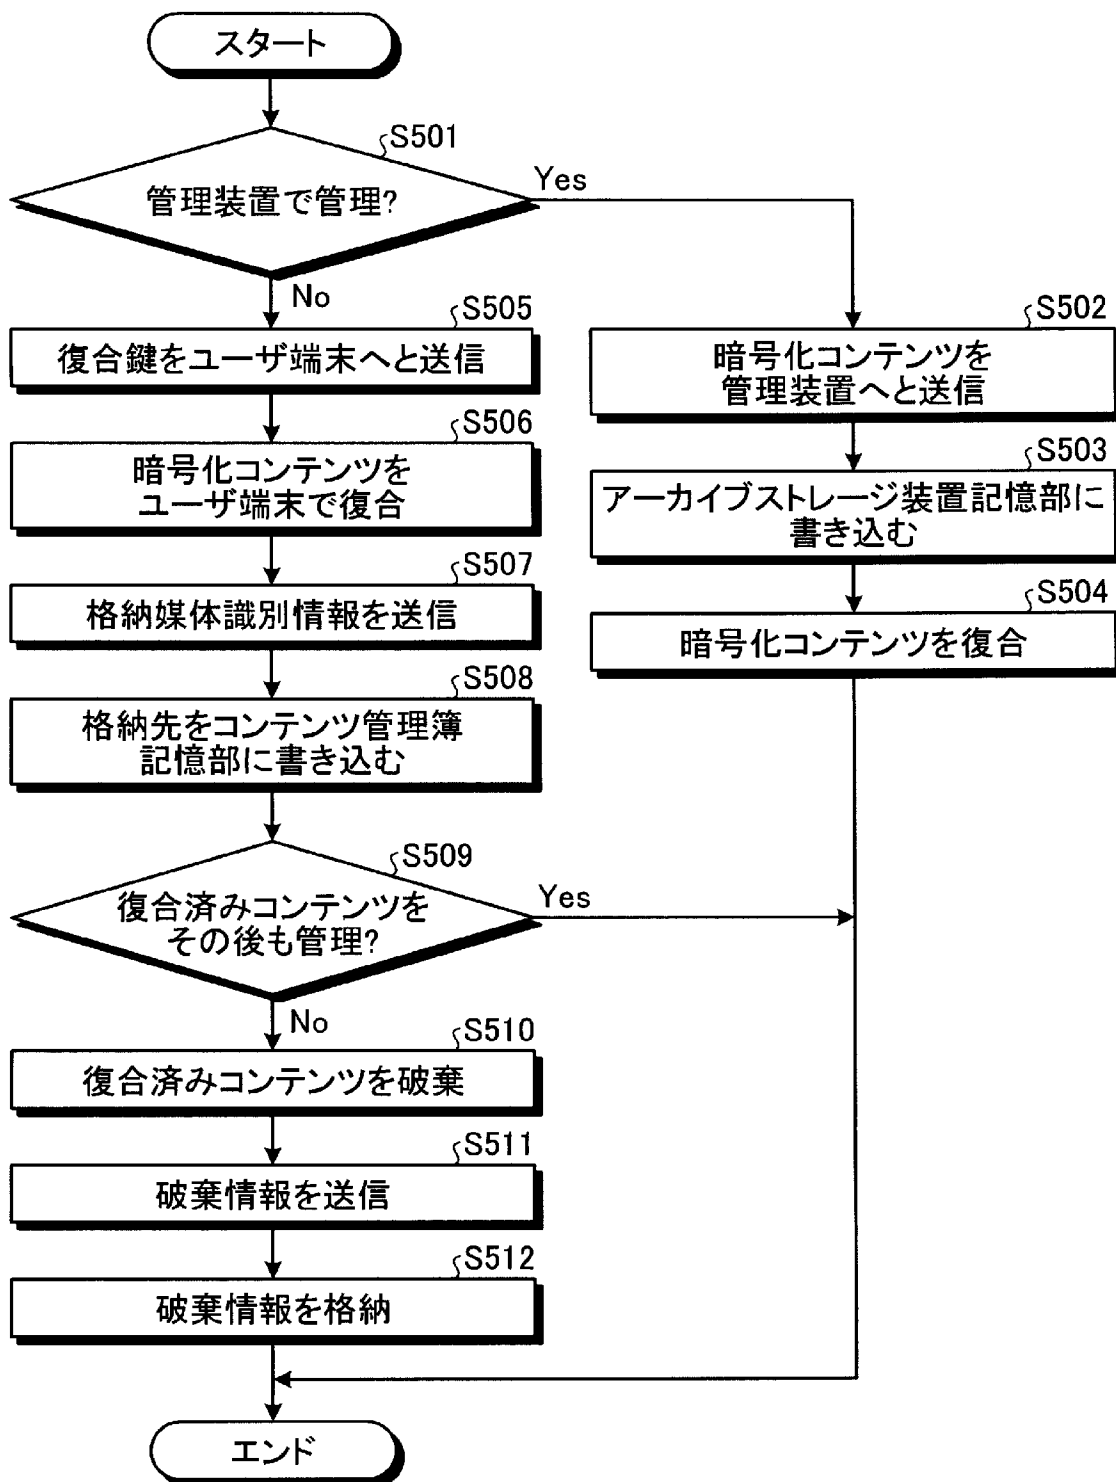 スタート
S501
管理装置で管理?
Yes
No
S505
復合鍵をユーザ端末へと送信
S506
暗号化コンテンツを
ユーザ端末で復合
S507
格納媒体識別情報を送信
S508
格納先をコンテンツ管理簿
記憶部に書き込む
S502
暗号化コンテンツを
管理装置へと送信
S503
アーカイブストレージ装置記憶部に
書き込む
S504
暗号化コンテンツを復合
S509
復合済みコンテンツを
その後も管理?
Yes
No
S510
復合済みコンテンツを破棄
S511
破棄情報を送信
S512
破棄情報を格納
エンド